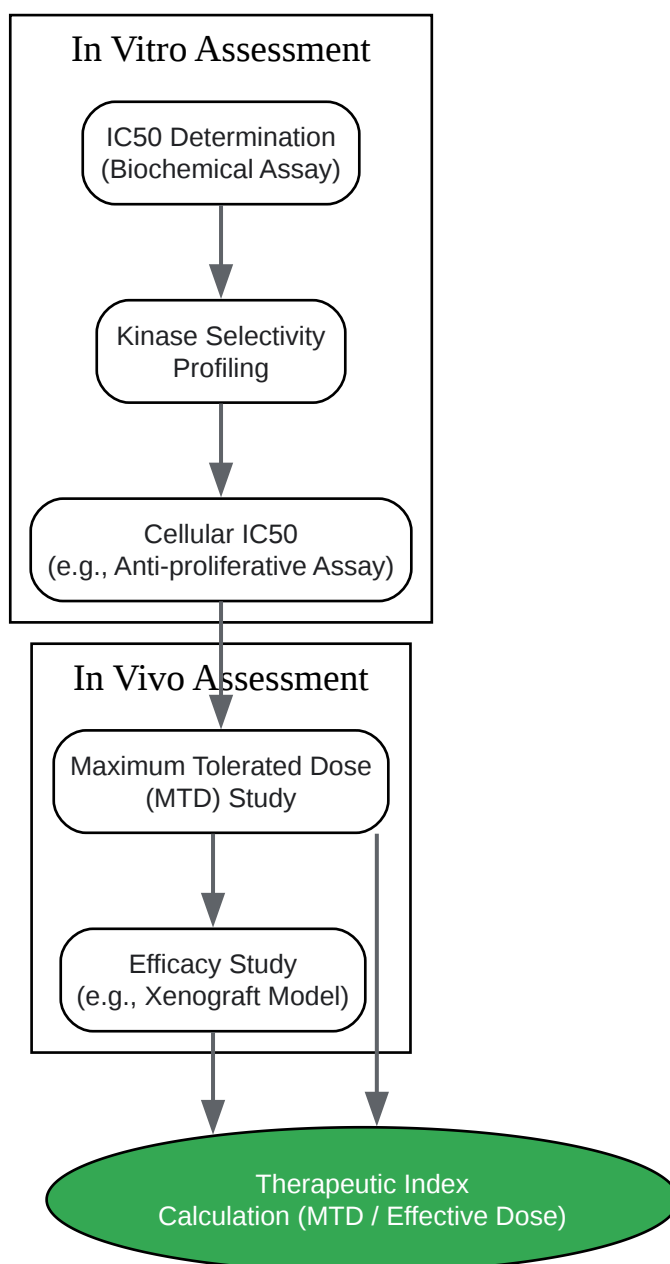 In Vitro Assessment
IC50 Determination
(Biochemical Assay)
Kinase Selectivity
Profiling
Cellular IC50
(e.g., Anti-proliferative Assay)
In Vivo Assessment
Maximum Tolerated Dose
(MTD) Study
Efficacy Study
(e.g., Xenograft Model)
Therapeutic Index
Calculation (MTD / Effective Dose)